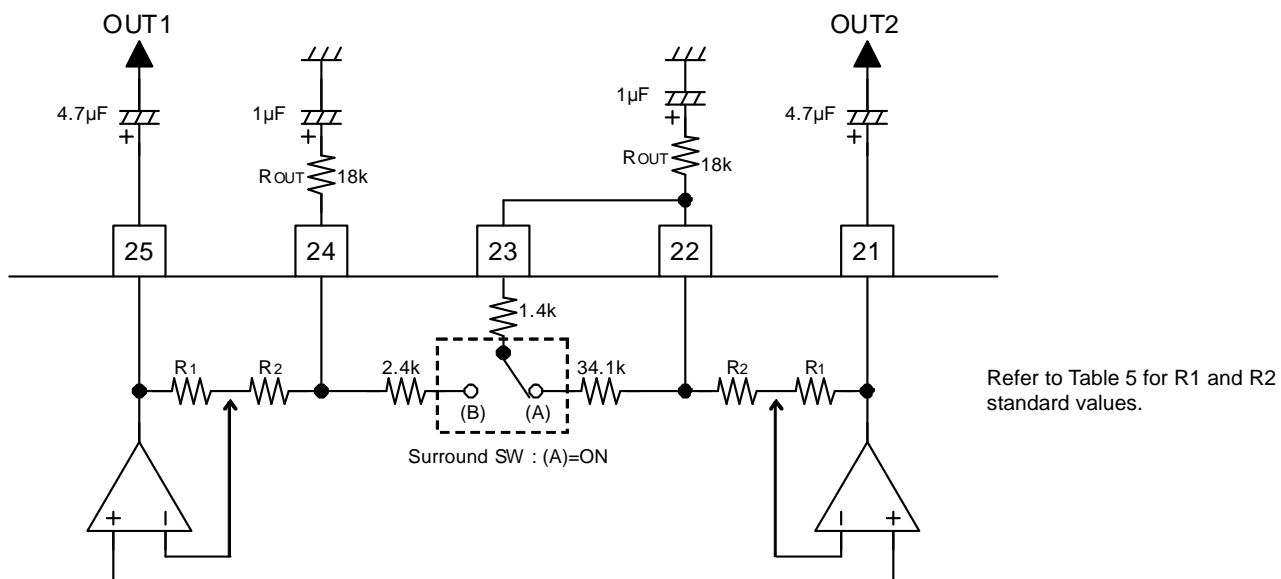 OUT1
OUT2
4.7µF
1µF
1µF
4.7µF
+
+
+
+
ROUT
18k
ROUT
18k
25
24
23
22
21
1.4k
R1
R2
2.4k
34.1k
R2
R1
(B)
(A)
Refer to Table 5 for R1 and R2
standard values.
Surround SW : (A)=ON
+
−
−
+